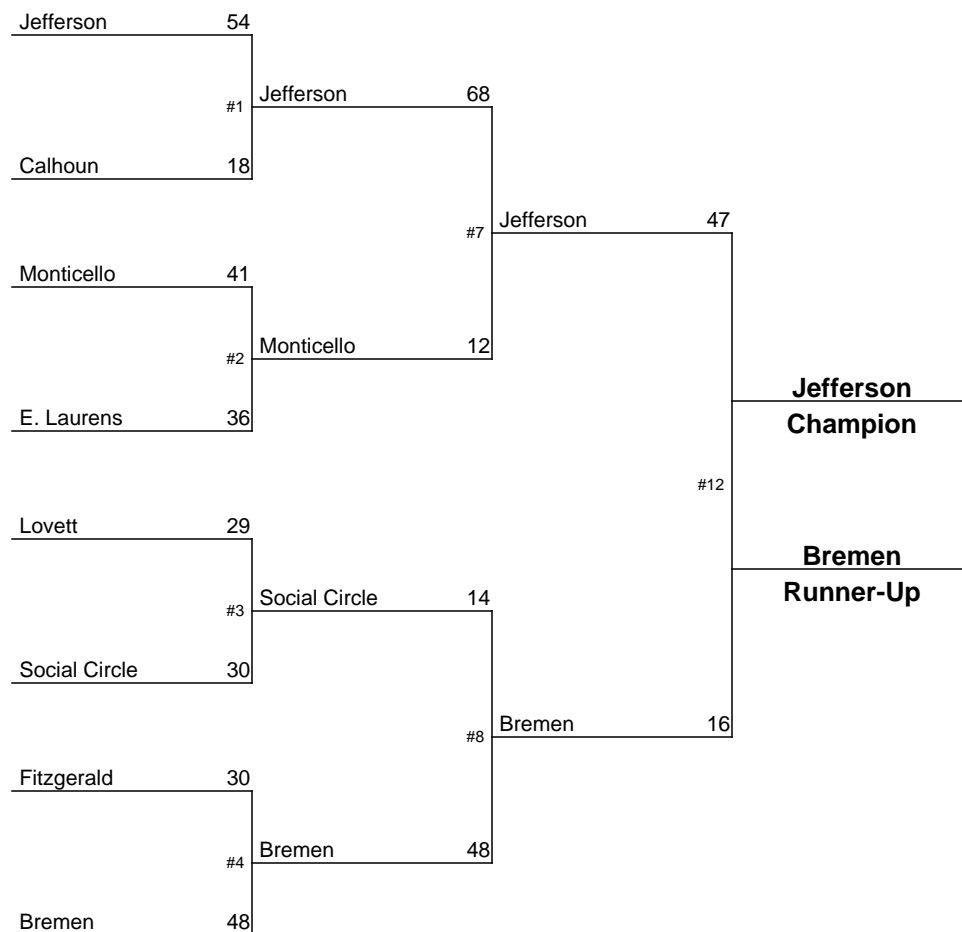 Jefferson 54
#1 Jefferson 68
Calhoun 18
#7 Jefferson 47
Monticello 41
#2 Monticello 12
E. Laurens 36
Jefferson
Champion
#12
Lovett 29
Bremen
Runner-Up
#3 Social Circle 14
Social Circle 30
#8 Bremen 16
Fitzgerald 30
#4 Bremen 48
Bremen 48